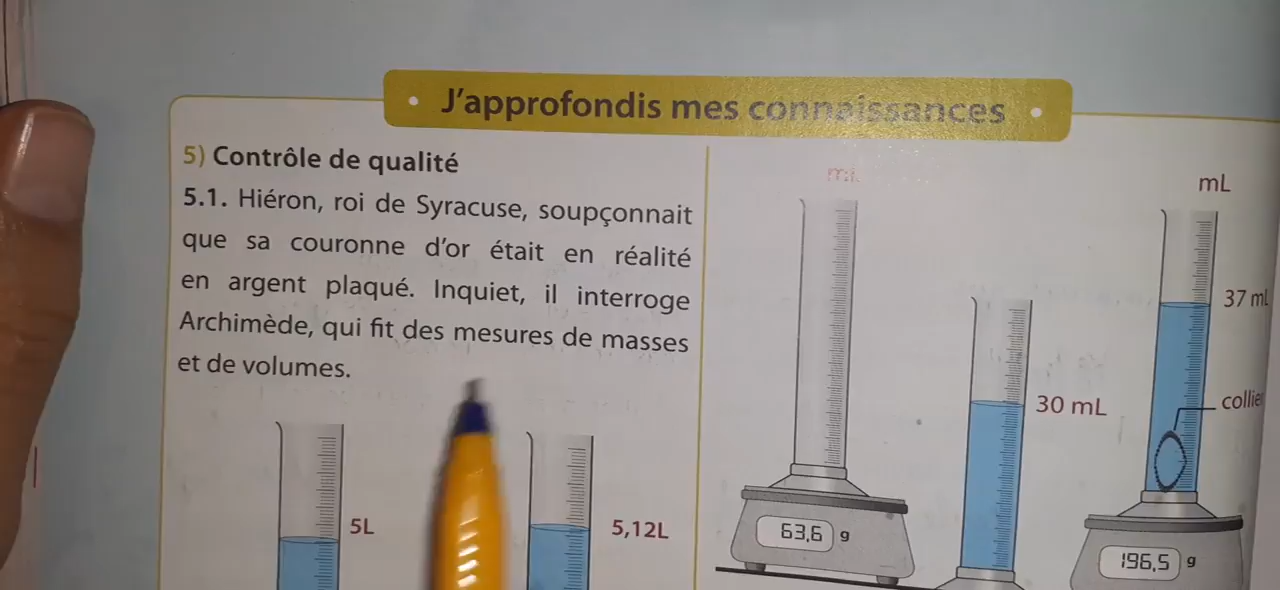 J'approfondis mes connaissances
5) Contrôle de qualité
5.1. Hiéron, roi de Syracuse, soupçonnait
que sa couronne d'or était en réalité
en argent plaqué. Inquiet, il interroge
Archimède, qui fit des mesures de masses
et de volumes.
5L
5,12L
mL
63,6 g
30 mL
mL
37 mL
collier
196,5 g